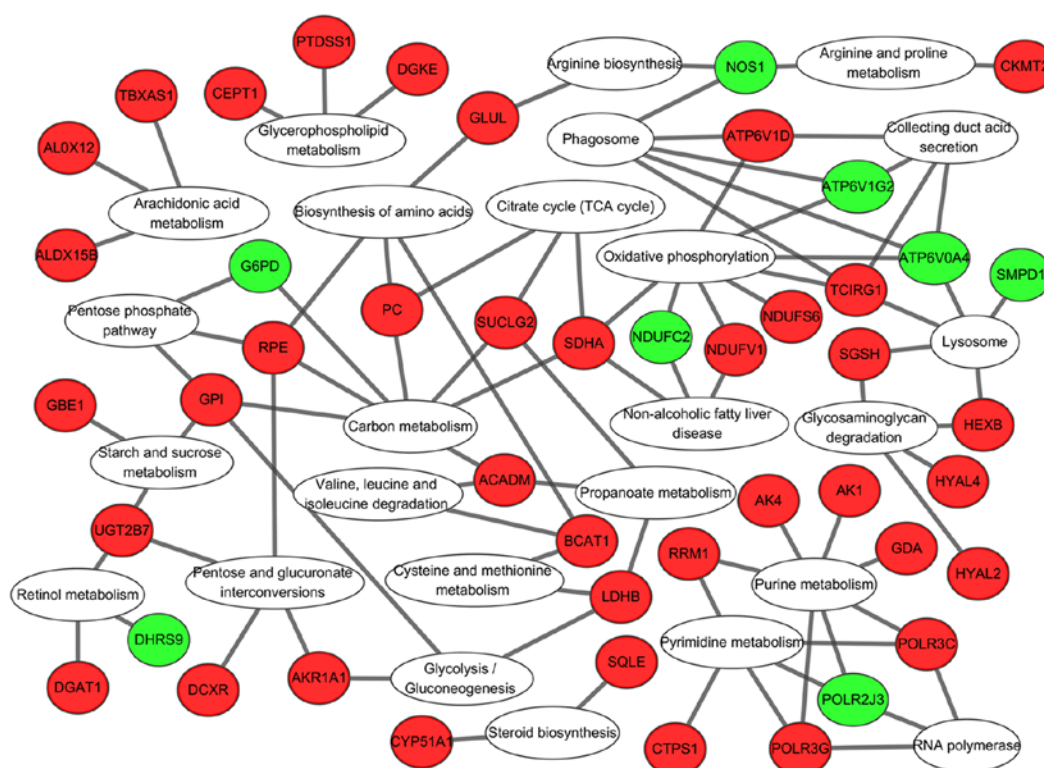 PTDSS1
CEPT1
DGKE
TBXAS1
GLUL
Arginine biosynthesis
NOS1
Arginine and proline
metabolism
CKMT2
Glycerophospholipid
metabolism
AL0X12
Phagosome
ATP6V1D
Collecting duct acid
secretion
ATP6V1G2
Arachidonic acid
metabolism
Biosynthesis of amino acids
Citrate cycle (TCA cycle)
ALDX15B
G6PD
Oxidative phosphorylation
ATP6V0A4
SMPD1
Pentose phosphate
pathway
PC
SUCLG2
TCIRG1
NDUFS6
RPE
SDHA
NDUFC2
NDUFV1
SGSH
Lysosome
GBE1
GPI
Carbon metabolism
Non-alcoholic fatty liver
disease
Glycosaminoglycan
degradation
HEXB
Starch and sucrose
metabolism
Valine, leucine and
isoleucine degradation
ACADM
Propanoate metabolism
HYAL4
AK4
AK1
UGT2B7
BCAT1
RRM1
GDA
Pentose and glucuronate
interconversions
Cysteine and methionine
metabolism
Purine metabolism
HYAL2
Retinol metabolism
LDHB
DHRS9
Pyrimidine metabolism
POLR3C
DGAT1
DCXR
AKR1A1
Glycolysis /
Gluconeogenesis
SQLE
POLR2J3
CYP51A1
Steroid biosynthesis
CTPS1
POLR3G
RNA polymerase